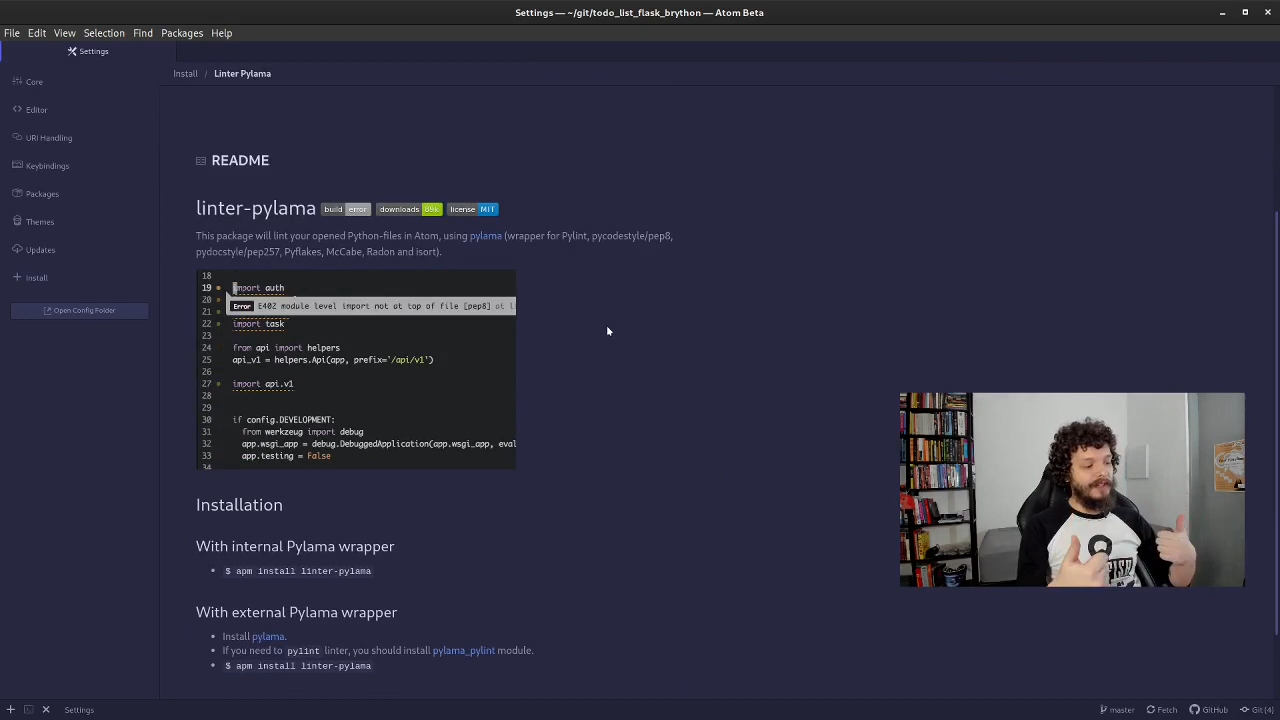 Settings — ~/git/todo_list_flask_brython — Atom Beta
File Edit View Selection Find Packages Help
Settings
Install / Linter Pylama
Core
Editor
URI Handling
Keybindings
Packages
Themes
Updates
Install
Open Config Folder
README
linter-pylama build error downloads 89k license MIT
This package will lint your opened Python-files in Atom, using pylama (wrapper for Pylint, pycodestyle/pep8,
pydocstyle/pep257, Pyflakes, McCabe, Radon and isort).
18
19 import auth
20
Error E402 module level import not at top of file [pep8] at li
21
22 import task
23
24 from api import helpers
25 api_v1 = helpers.Api(app, prefix='/api/v1')
26
27 import api.v1
28
29
30 if config.DEVELOPMENT:
31 from werkzeug import debug
32 app.wsgi_app = debug.DebuggedApplication(app.wsgi_app, eval
33 app.testing = False
34
Installation
With internal Pylama wrapper
• $ apm install linter-pylama
With external Pylama wrapper
• Install pylama.
• If you need to pylint linter, you should install pylama_pylint module.
• $ apm install linter-pylama
Settings
master Fetch GitHub Git (4)